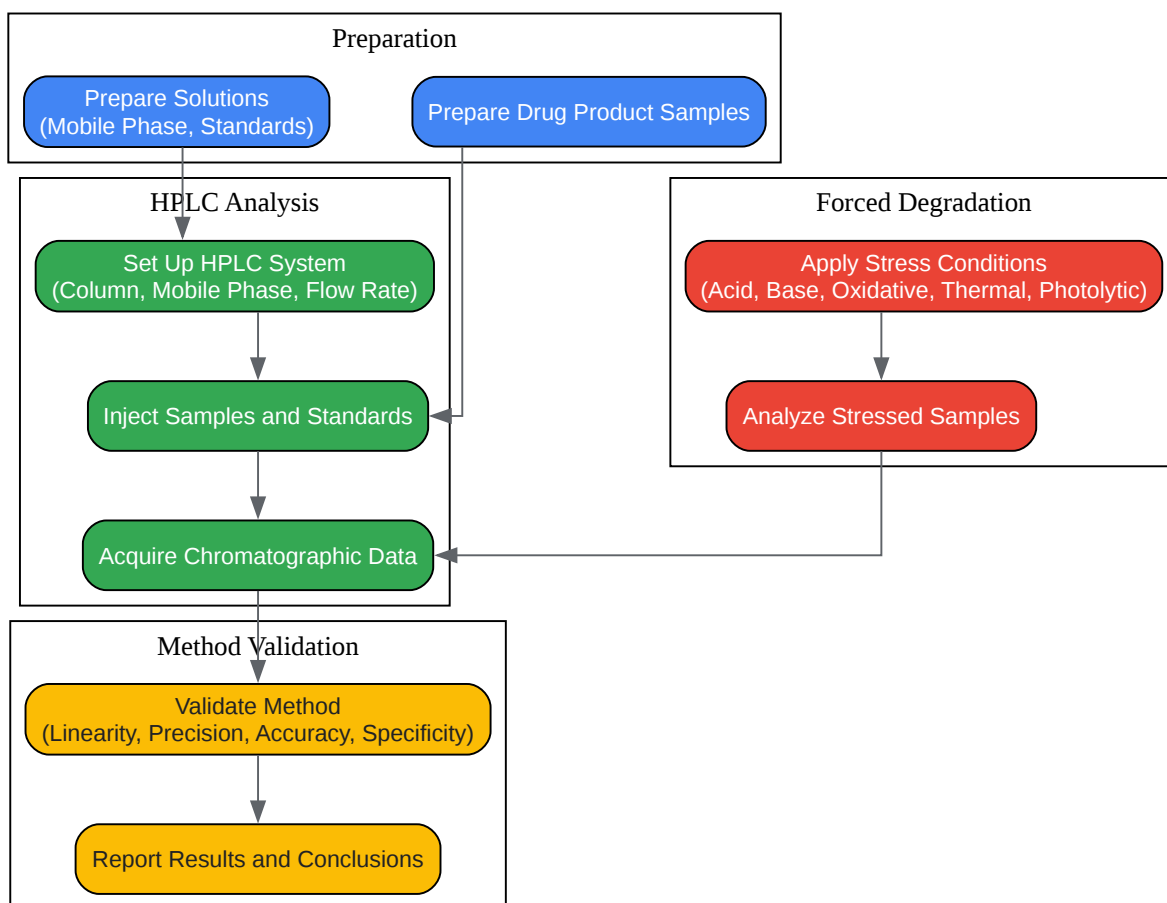 Preparation
Prepare Solutions
(Mobile Phase, Standards)
Prepare Drug Product Samples
HPLC Analysis
Set Up HPLC System
(Column, Mobile Phase, Flow Rate)
Inject Samples and Standards
Acquire Chromatographic Data
Forced Degradation
Apply Stress Conditions
(Acid, Base, Oxidative, Thermal, Photolytic)
Analyze Stressed Samples
Method Validation
Validate Method
(Linearity, Precision, Accuracy, Specificity)
Report Results and Conclusions